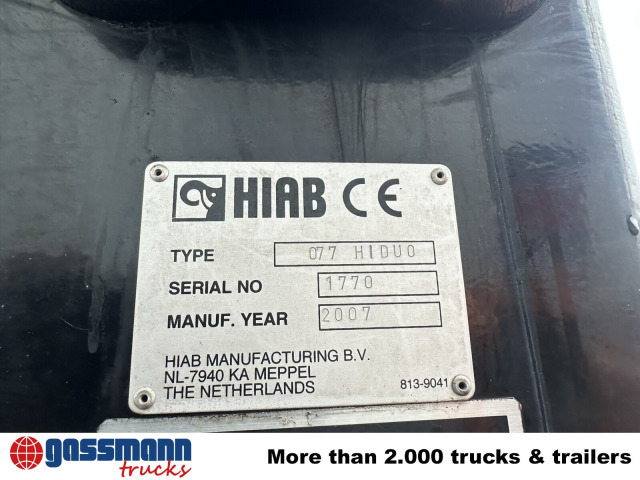 HIAB CE
TYPE 077 HIDUO
SERIAL NO 1770
MANUF. YEAR 2007
HIAB MANUFACTURING B.V.
NL-7940 KA MEPPEL
THE NETHERLANDS 813-9041
gassmann trucks
More than 2.000 trucks & trailers